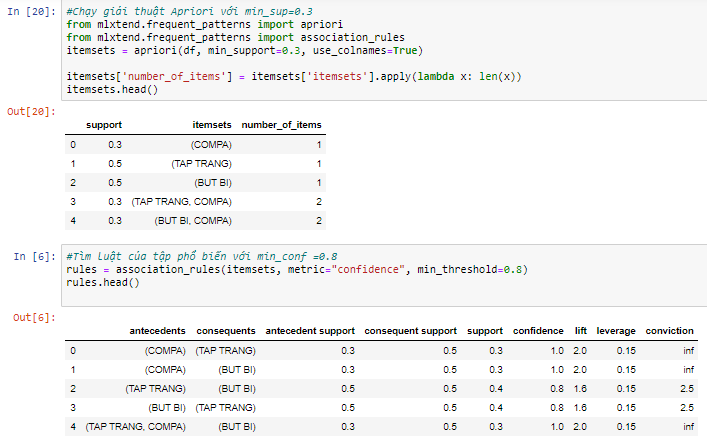 In [20]: #Chạy giải thuật Apriori với min_sup=0.3
from mlxtend.frequent_patterns import apriori
from mlxtend.frequent_patterns import association_rules
itemsets = apriori(df, min_support=0.3, use_colnames=True)
itemsets['number_of_items'] = itemsets['itemsets'].apply(lambda x: len(x))
itemsets.head()
Out[20]:
support itemsets number_of_items
0 0.3 (COMPA) 1
1 0.5 (TAP TRANG) 1
2 0.5 (BUT BI) 1
3 0.3 (TAP TRANG, COMPA) 2
4 0.3 (BUT BI, COMPA) 2
In [6]: #Tìm luật của tập phổ biến với min_conf =0.8
rules = association_rules(itemsets, metric="confidence", min_threshold=0.8)
rules.head()
Out[6]:
antecedents consequents antecedent support consequent support support confidence lift leverage conviction
0 (COMPA) (TAP TRANG) 0.3 0.5 0.3 1.0 2.0 0.15 inf
1 (COMPA) (BUT BI) 0.3 0.5 0.3 1.0 2.0 0.15 inf
2 (TAP TRANG) (BUT BI) 0.5 0.5 0.4 0.8 1.6 0.15 2.5
3 (BUT BI) (TAP TRANG) 0.5 0.5 0.4 0.8 1.6 0.15 2.5
4 (TAP TRANG, COMPA) (BUT BI) 0.3 0.5 0.3 1.0 2.0 0.15 inf